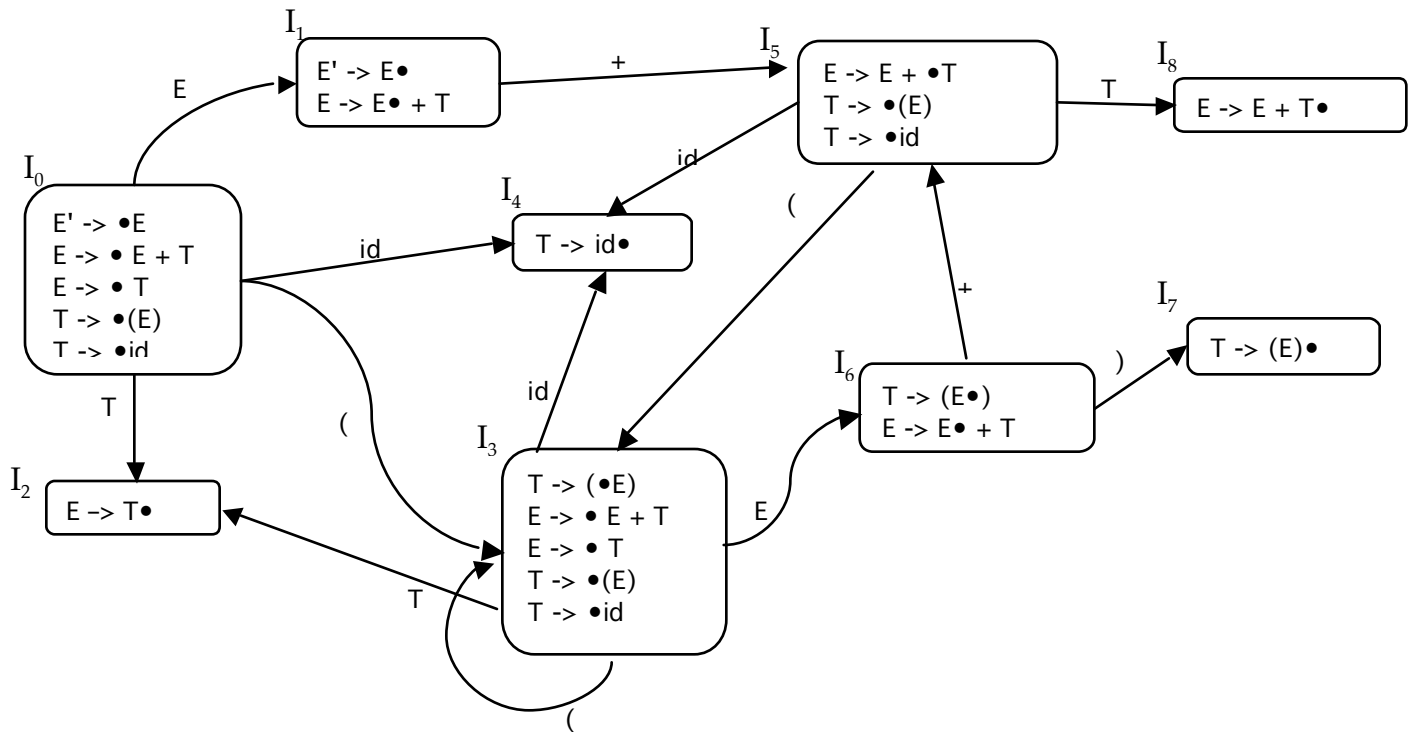 I1
E' -> E●
E -> E● + T
E
+
I5
E -> E + ●T
T -> ●(E)
T -> ●id
T
I8
E -> E + T●
I0
E' -> ●E
E -> ● E + T
E -> ● T
T -> ●(E)
T -> ●id
id
id
(
I4
T -> id●
+
I7
T -> (E)●
)
I6
T -> (E●)
E -> E● + T
T
(
id
I3
T -> (●E)
E -> ● E + T
E -> ● T
T -> ●(E)
T -> ●id
E
I2
E –> T●
T
(